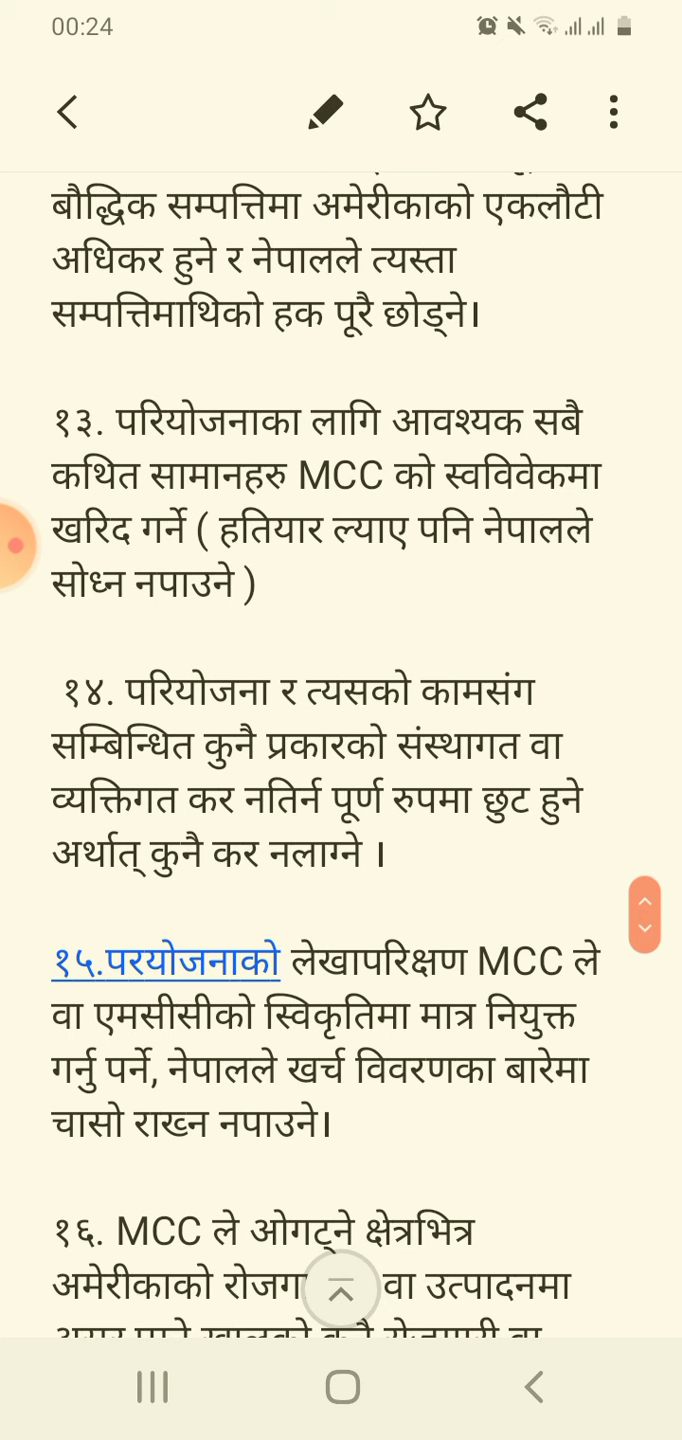 00:24
बौद्धिक सम्पत्तिमा अमेरीकाको एकलौटी
अधिकर हुने र नेपालले त्यस्ता
सम्पत्तिमाथिको हक पूरै छोड्ने।
१३. परियोजनाका लागि आवश्यक सबै
कथित सामानहरु MCC को स्वविवेकमा
खरिद गर्ने ( हतियार ल्याए पनि नेपालले
सोध्न नपाउने )
१४. परियोजना र त्यसको कामसंग
सम्बिन्धित कुनै प्रकारको संस्थागत वा
व्यक्तिगत कर नतिर्न पूर्ण रुपमा छुट हुने
अर्थात् कुनै कर नलाग्ने ।
१५.परयोजनाको लेखापरिक्षण MCC ले
वा एमसीसीको स्विकृतिमा मात्र नियुक्त
गर्नु पर्ने, नेपालले खर्च विवरणका बारेमा
चासो राख्न नपाउने।
१६. MCC ले ओगट्ने क्षेत्रभित्र
अमेरीकाको वा उत्पादनमा